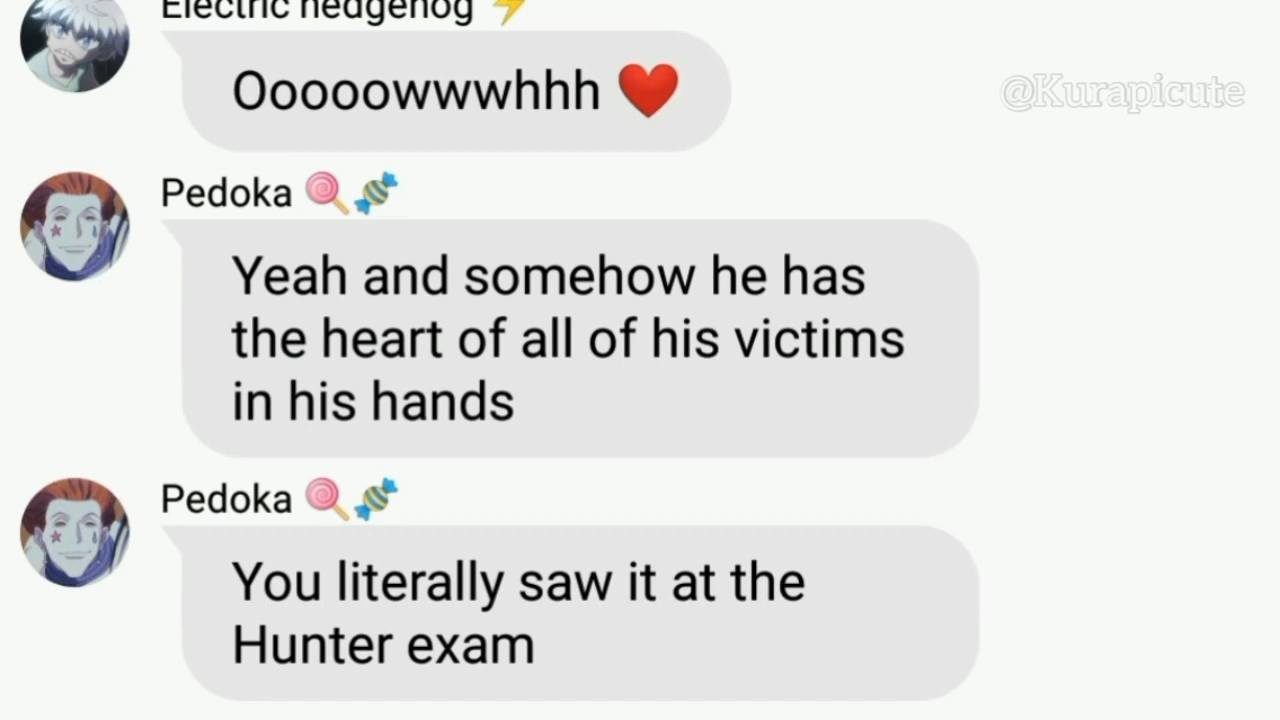 Electric hedgehog ⚡
Ooooowwwhhh ❤️
@Kurapicute
Pedoka 🍭🍬
Yeah and somehow he has
the heart of all of his victims
in his hands
Pedoka 🍭🍬
You literally saw it at the
Hunter exam